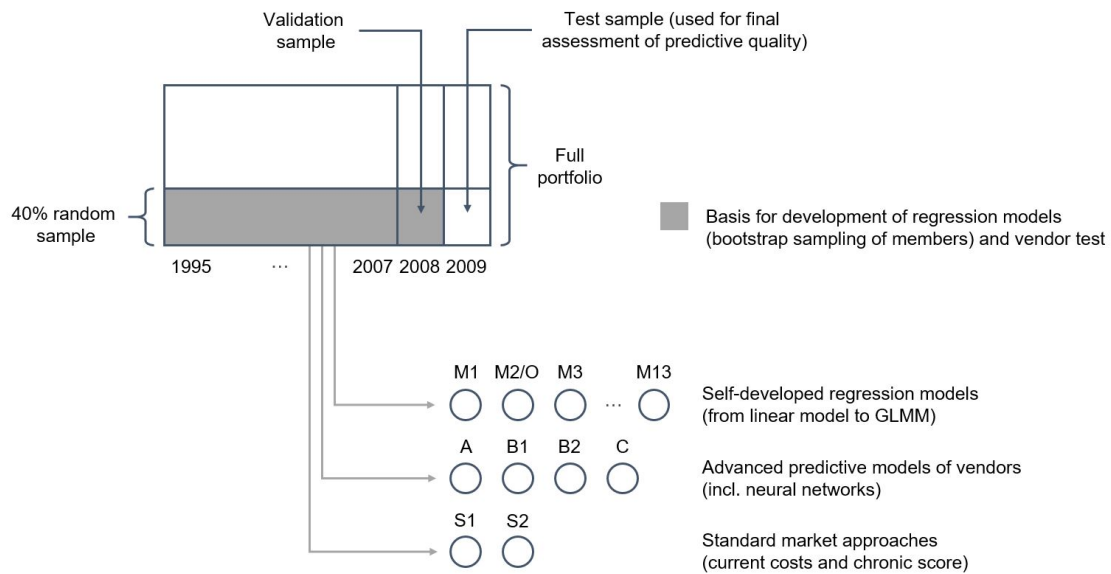 Validation
sample
Test sample (used for final
assessment of predictive quality)
Full
portfolio
40% random
sample
Basis for development of regression models
(bootstrap sampling of members) and vendor test
1995 ... 2007 2008 2009
M1 M2/O M3 ... M13
Self-developed regression models
(from linear model to GLMM)
A B1 B2 C
Advanced predictive models of vendors
(incl. neural networks)
S1 S2
Standard market approaches
(current costs and chronic score)